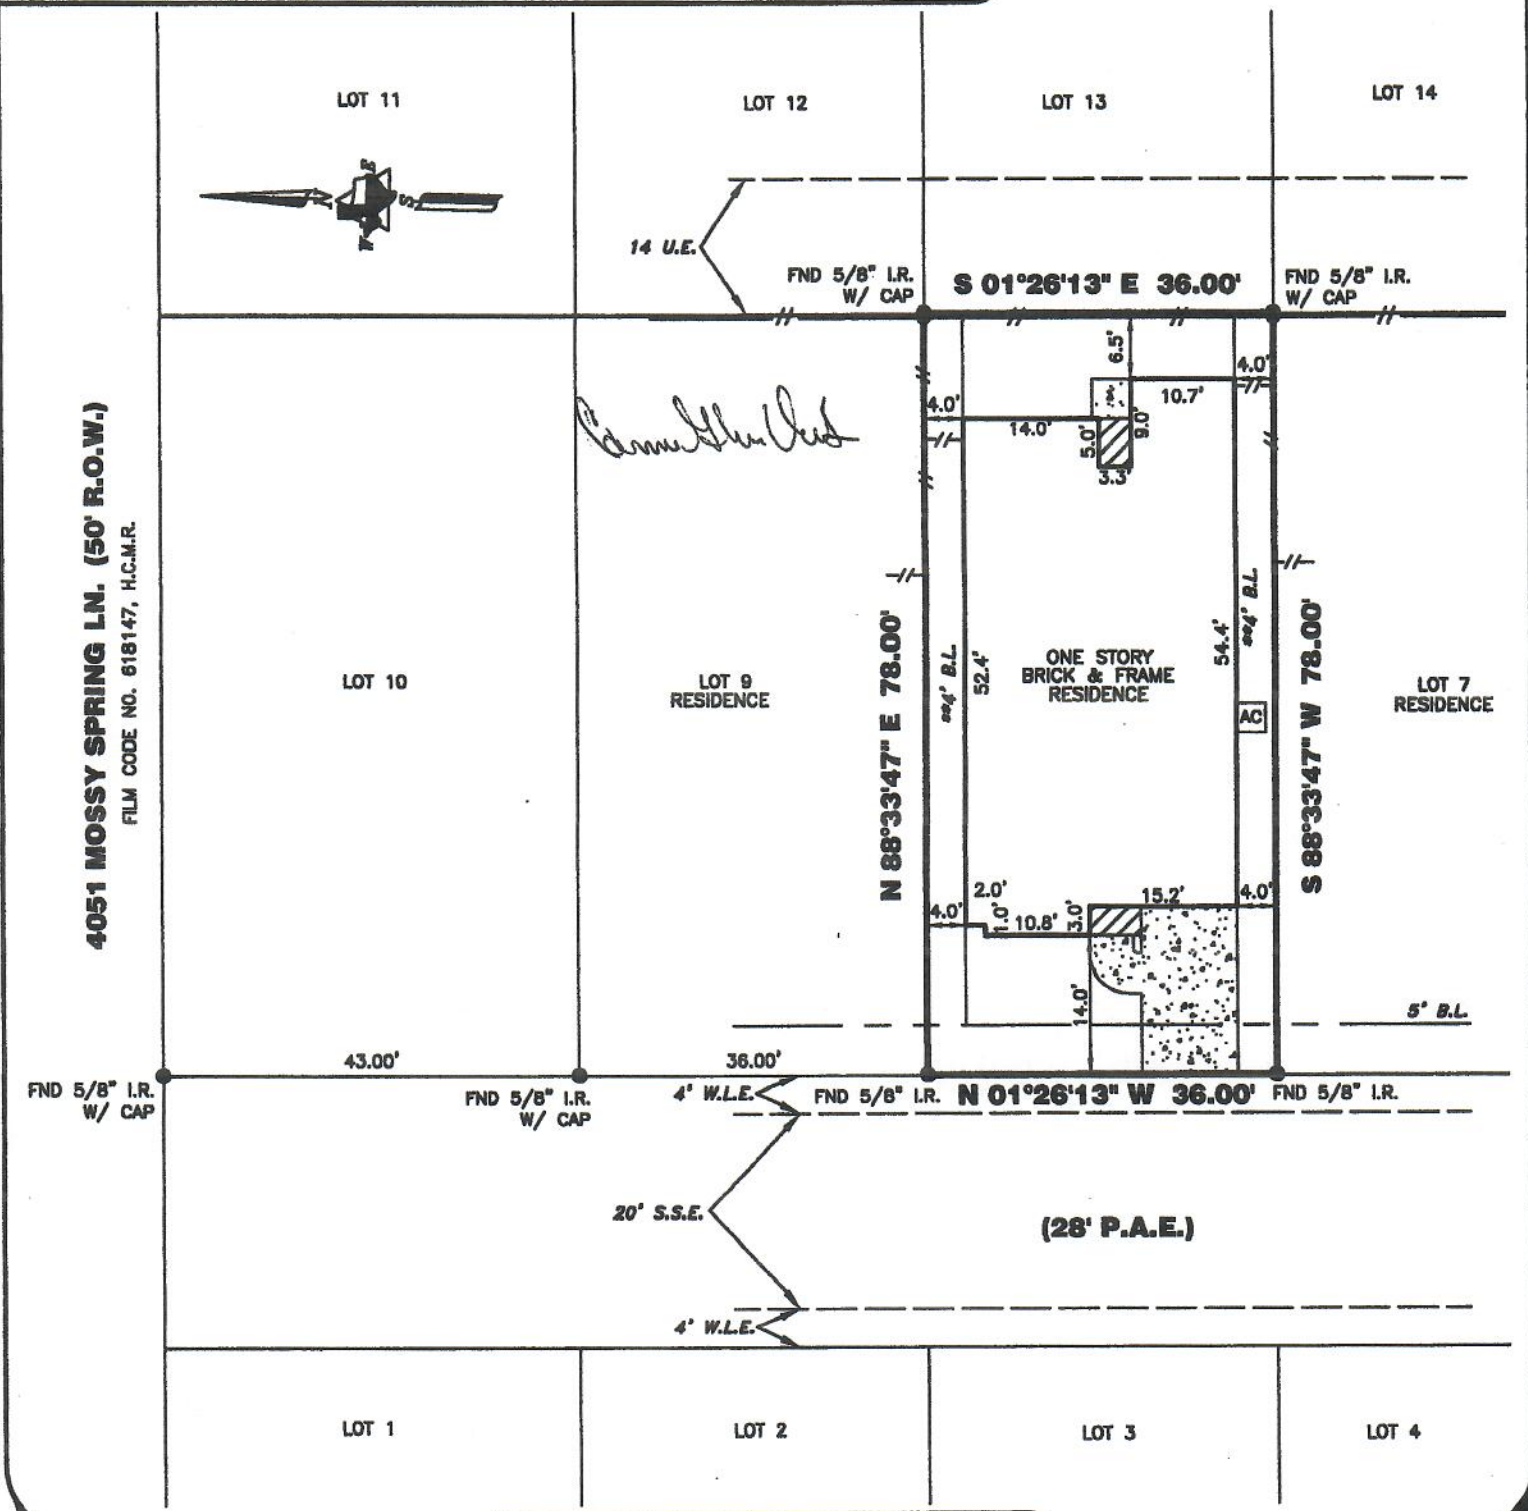 LOT 11
LOT 12
LOT 13
LOT 14
N
E
S
W
14 U.E.
FND 5/8" I.R.
W/ CAP
S 01°26'13" E 36.00'
FND 5/8" I.R.
W/ CAP
6.5'
4.0'
10.7'
4.0'
14.0'
5.0'
9.0'
3.3'
4051 MOSSY SPRING LN. (50' R.O.W.)
FILM CODE NO. 618147, H.C.M.R.
LOT 10
LOT 9
RESIDENCE
N 88°33'47" E 78.00'
**4' B.L.
52.4'
ONE STORY
BRICK & FRAME
RESIDENCE
54.4'
**4' B.L.
AC
S 88°33'47" W 78.00'
LOT 7
RESIDENCE
2.0'
4.0'
1.0'
10.8'
3.0'
15.2'
4.0'
14.0'
5' B.L.
43.00'
36.00'
FND 5/8" I.R.
W/ CAP
FND 5/8" I.R.
W/ CAP
4' W.L.E.
FND 5/8" I.R.
N 01°26'13" W 36.00'
FND 5/8" I.R.
20' S.S.E.
(28' P.A.E.)
4' W.L.E.
LOT 1
LOT 2
LOT 3
LOT 4